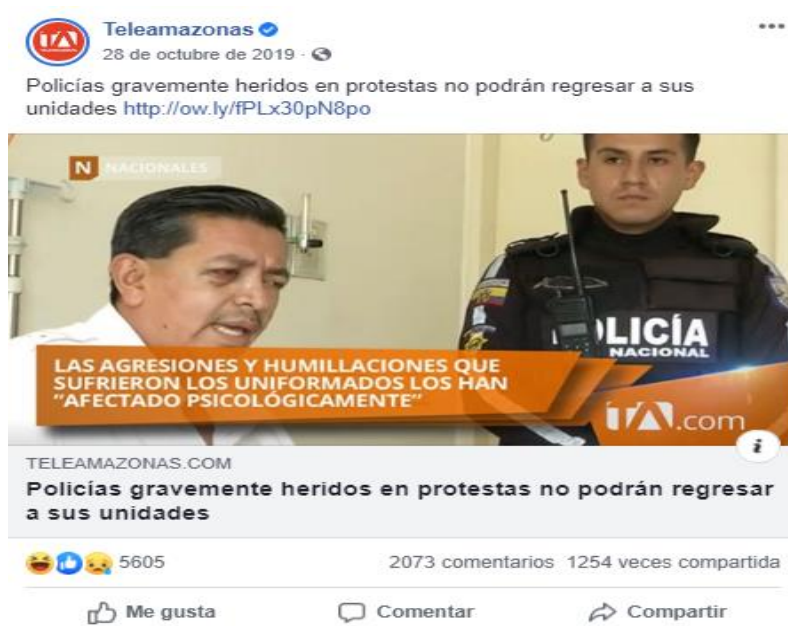 Teleamazonas
28 de octubre de 2019 ·
Policías gravemente heridos en protestas no podrán regresar a sus
unidades http://ow.ly/fPLx30pN8po
N NACIONALES
POLICÍA
NACIONAL
LAS AGRESIONES Y HUMILLACIONES QUE
SUFRIERON LOS UNIFORMADOS LOS HAN
“AFECTADO PSICOLÓGICAMENTE”
TA.com
TELEAMAZONAS.COM
Policías gravemente heridos en protestas no podrán regresar
a sus unidades
5605 2073 comentarios 1254 veces compartida
Me gusta Comentar Compartir